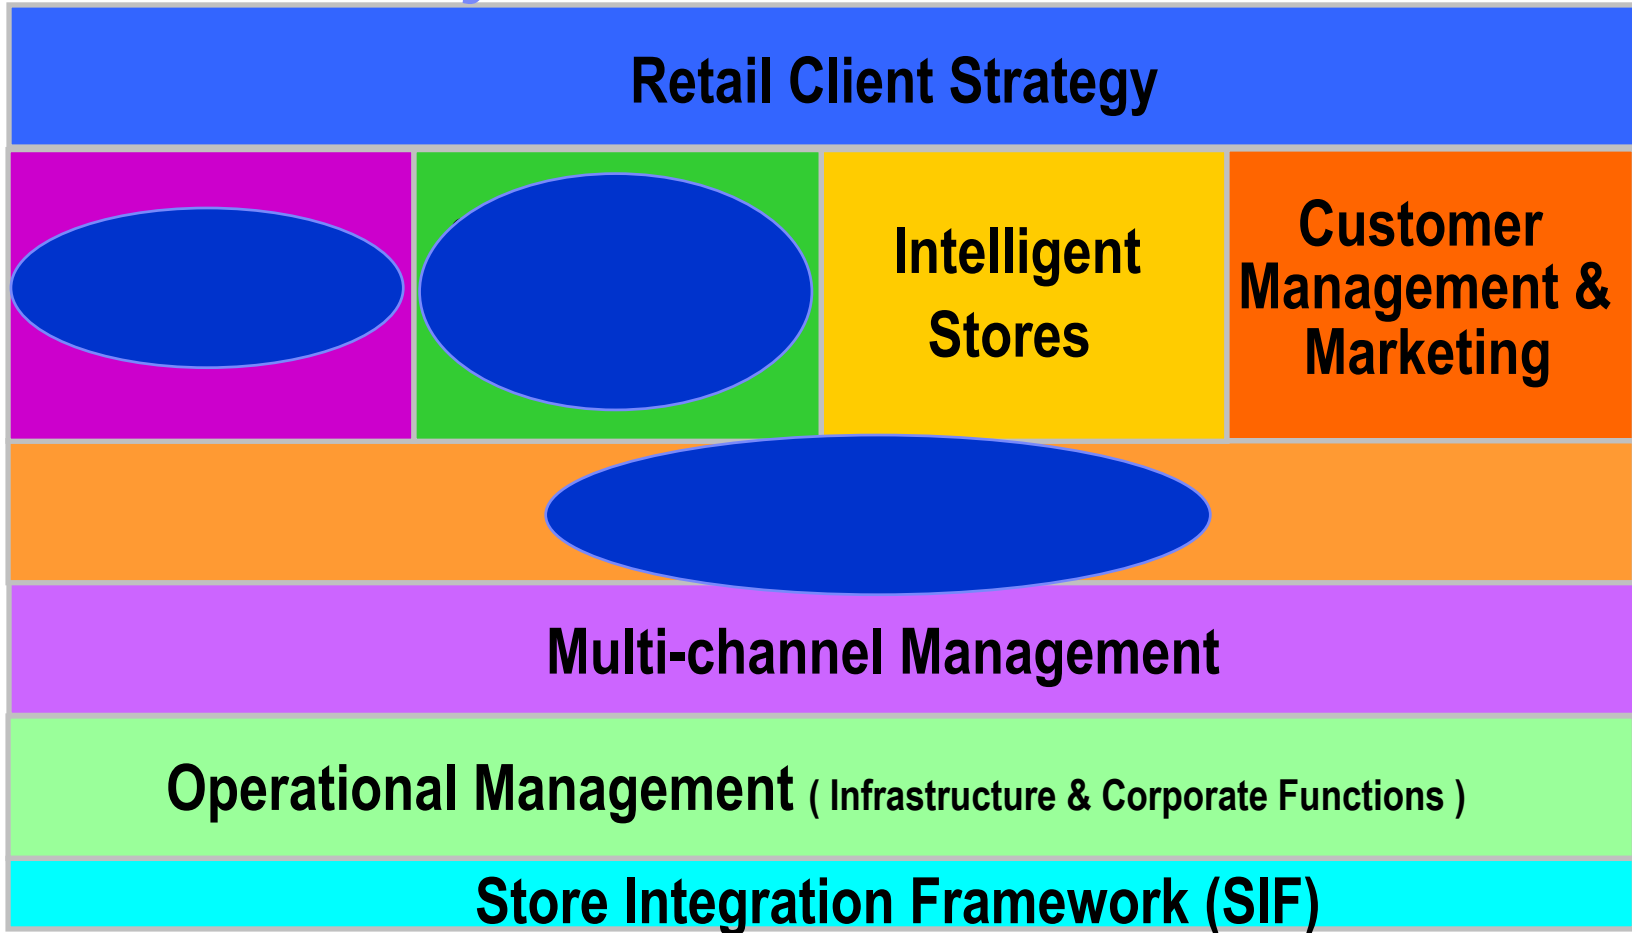 Retail Client Strategy
Intelligent
Stores
Customer
Management &
Marketing
Multi-channel Management
Operational Management ( Infrastructure & Corporate Functions )
Store Integration Framework (SIF)